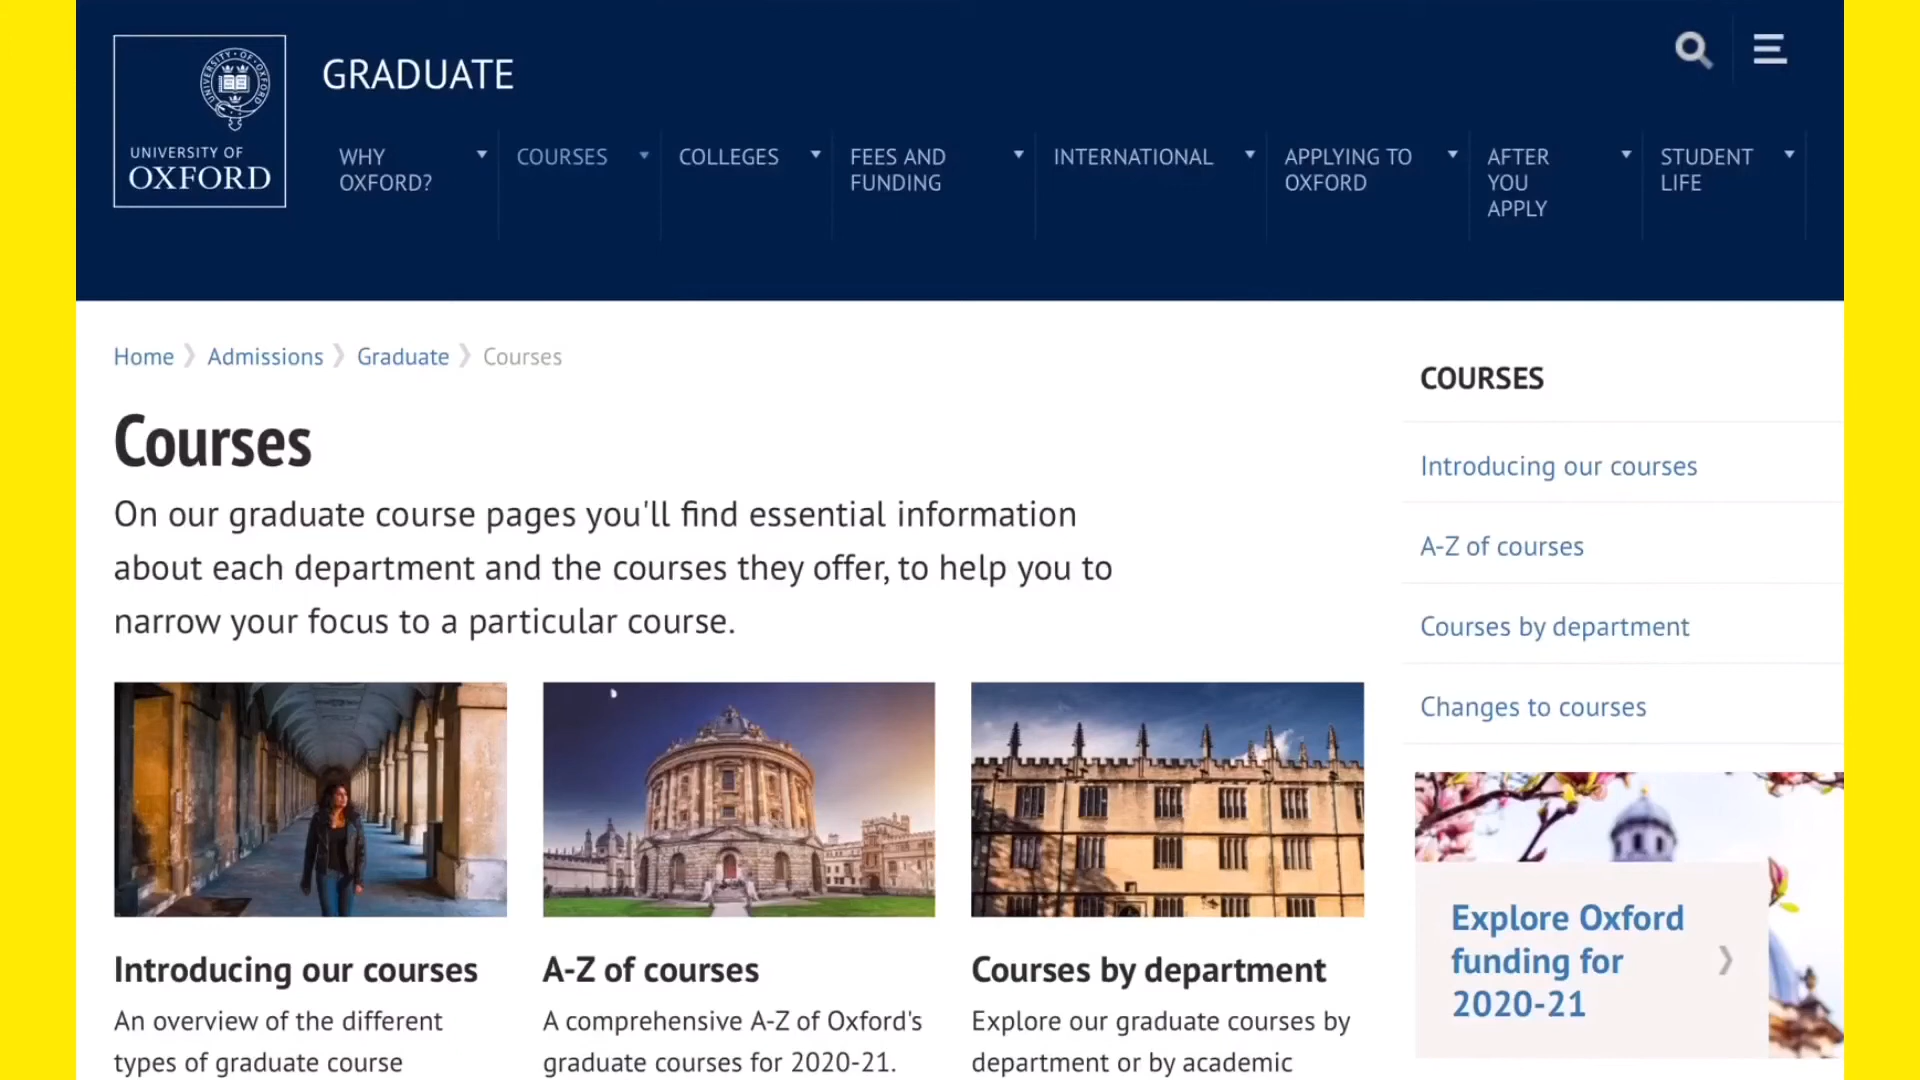 UNIVERSITY OF OXFORD
UNIVERSITY OF
OXFORD
GRADUATE
WHY
OXFORD?
COURSES
COLLEGES
FEES AND
FUNDING
INTERNATIONAL
APPLYING TO
OXFORD
AFTER
YOU
APPLY
STUDENT
LIFE
Home
Admissions
Graduate
Courses
Courses
On our graduate course pages you'll find essential information
about each department and the courses they offer, to help you to
narrow your focus to a particular course.
Introducing our courses
An overview of the different
types of graduate course
A-Z of courses
A comprehensive A-Z of Oxford's
graduate courses for 2020-21.
Courses by department
Explore our graduate courses by
department or by academic
COURSES
Introducing our courses
A-Z of courses
Courses by department
Changes to courses
Explore Oxford
funding for
2020-21